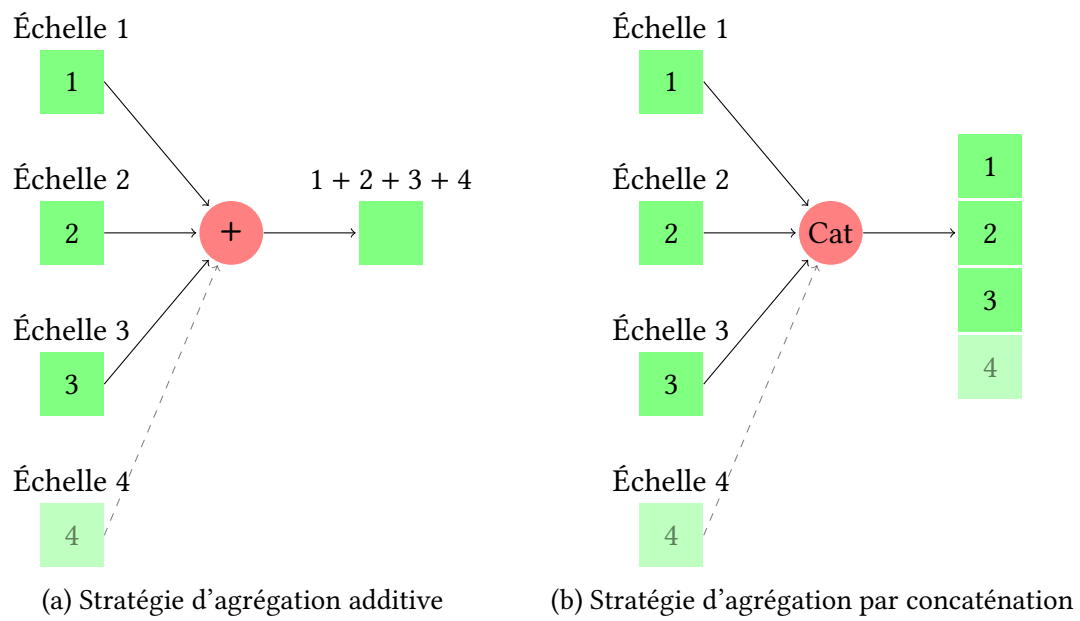 Échelle 1
1
Échelle 2
2
+
1 + 2 + 3 + 4
Échelle 3
3
Échelle 4
4
(a) Stratégie d'agrégation additive
Échelle 1
1
Échelle 2
2
Cat
1
2
3
4
Échelle 3
3
Échelle 4
4
(b) Stratégie d'agrégation par concaténation